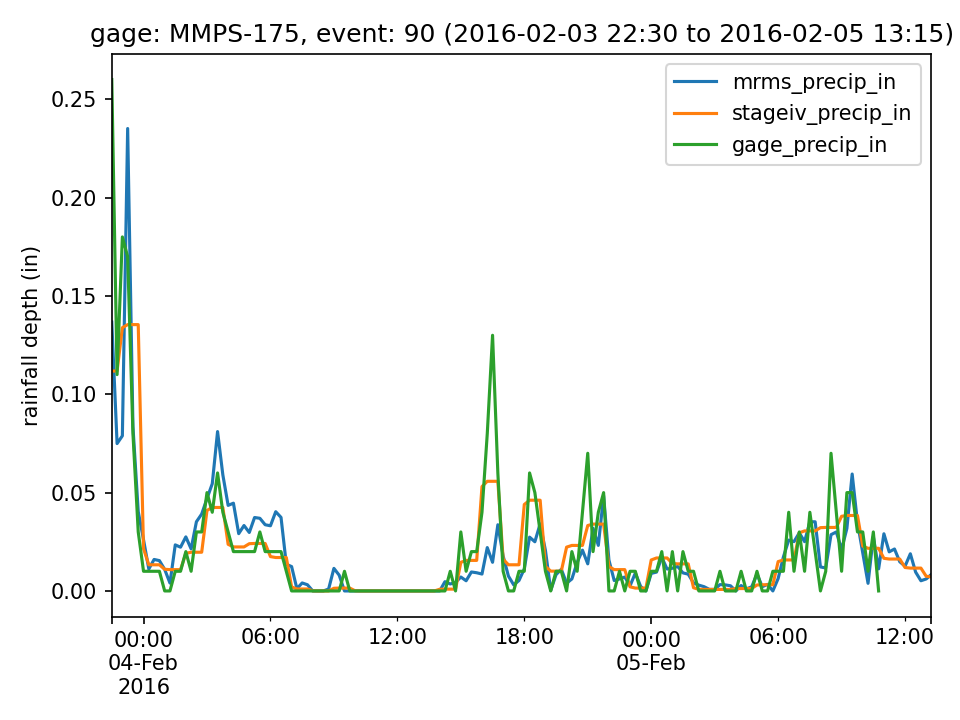 gage: MMPS-175, event: 90 (2016-02-03 22:30 to 2016-02-05 13:15)
mrms_precip_in
stageiv_precip_in
gage_precip_in
rainfall depth (in)
0.25
0.20
0.15
0.10
0.05
0.00
00:00 06:00 12:00 18:00 00:00 06:00 12:00
04-Feb 05-Feb
2016